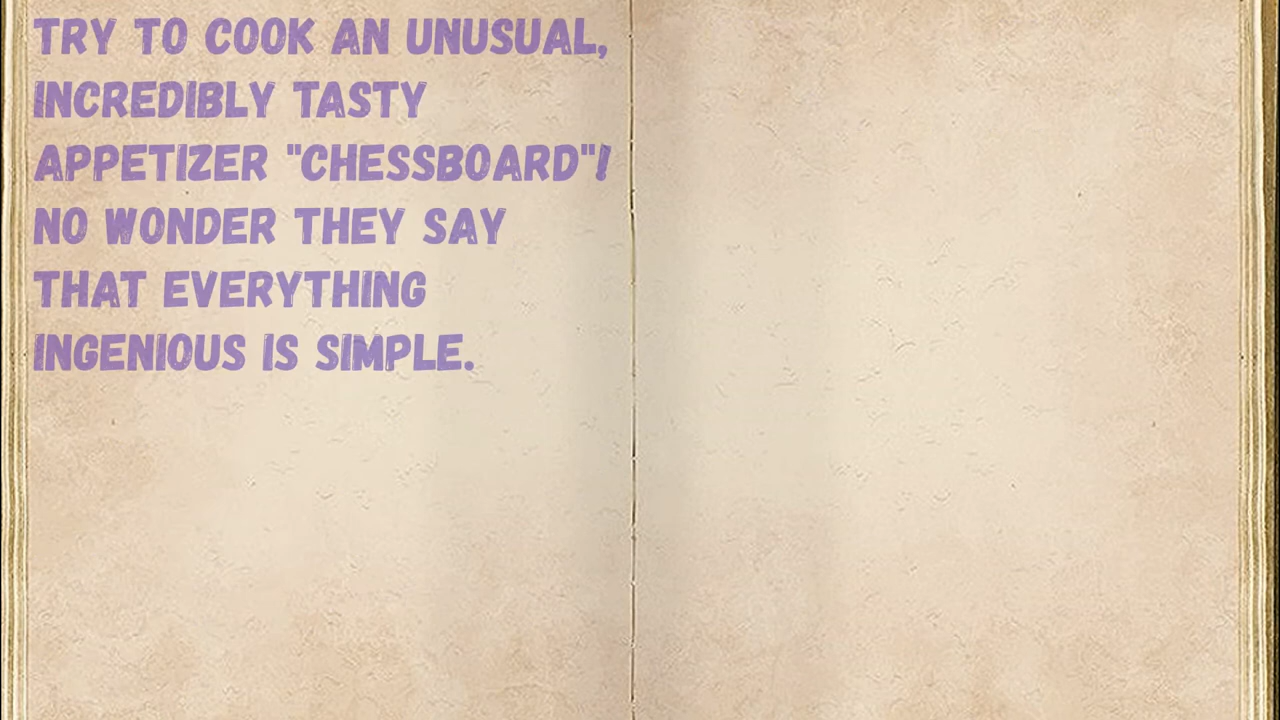 TRY TO COOK AN UNUSUAL,
INCREDIBLY TASTY
APPETIZER "CHESSBOARD"!
NO WONDER THEY SAY
THAT EVERYTHING
INGENIOUS IS SIMPLE.